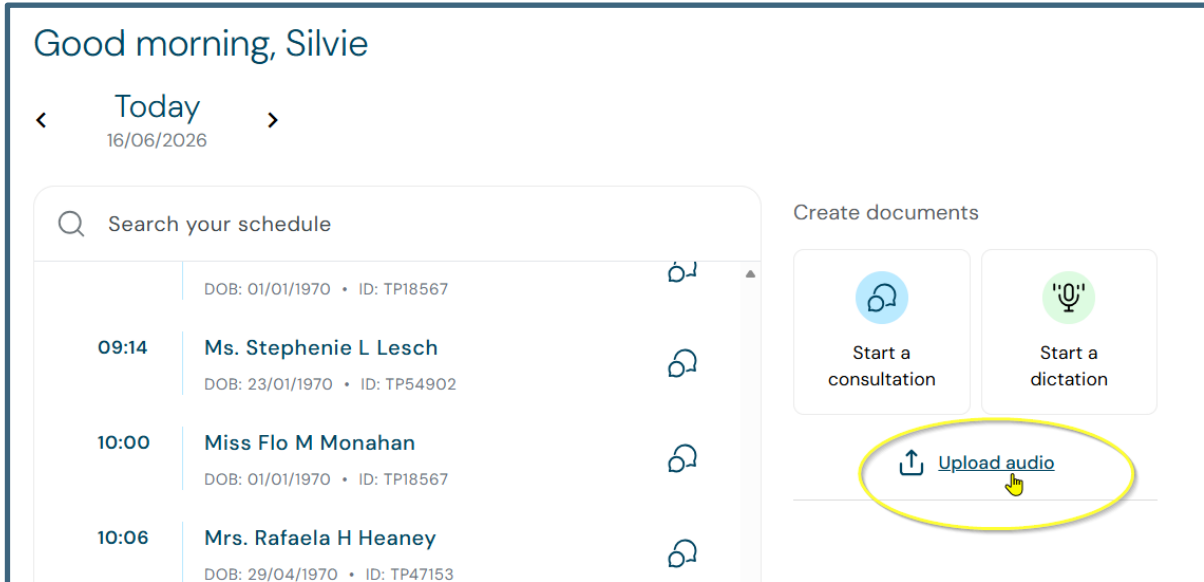 Good morning, Silvie
Today
16/06/2026
Search your schedule
DOB: 01/01/1970 • ID: TP18567
09:14 Ms. Stephenie L Lesch
DOB: 23/01/1970 • ID: TP54902
10:00 Miss Flo M Monahan
DOB: 01/01/1970 • ID: TP18567
10:06 Mrs. Rafaela H Heaney
DOB: 29/04/1970 • ID: TP47153
Create documents
Start a
consultation
Start a
dictation
Upload audio